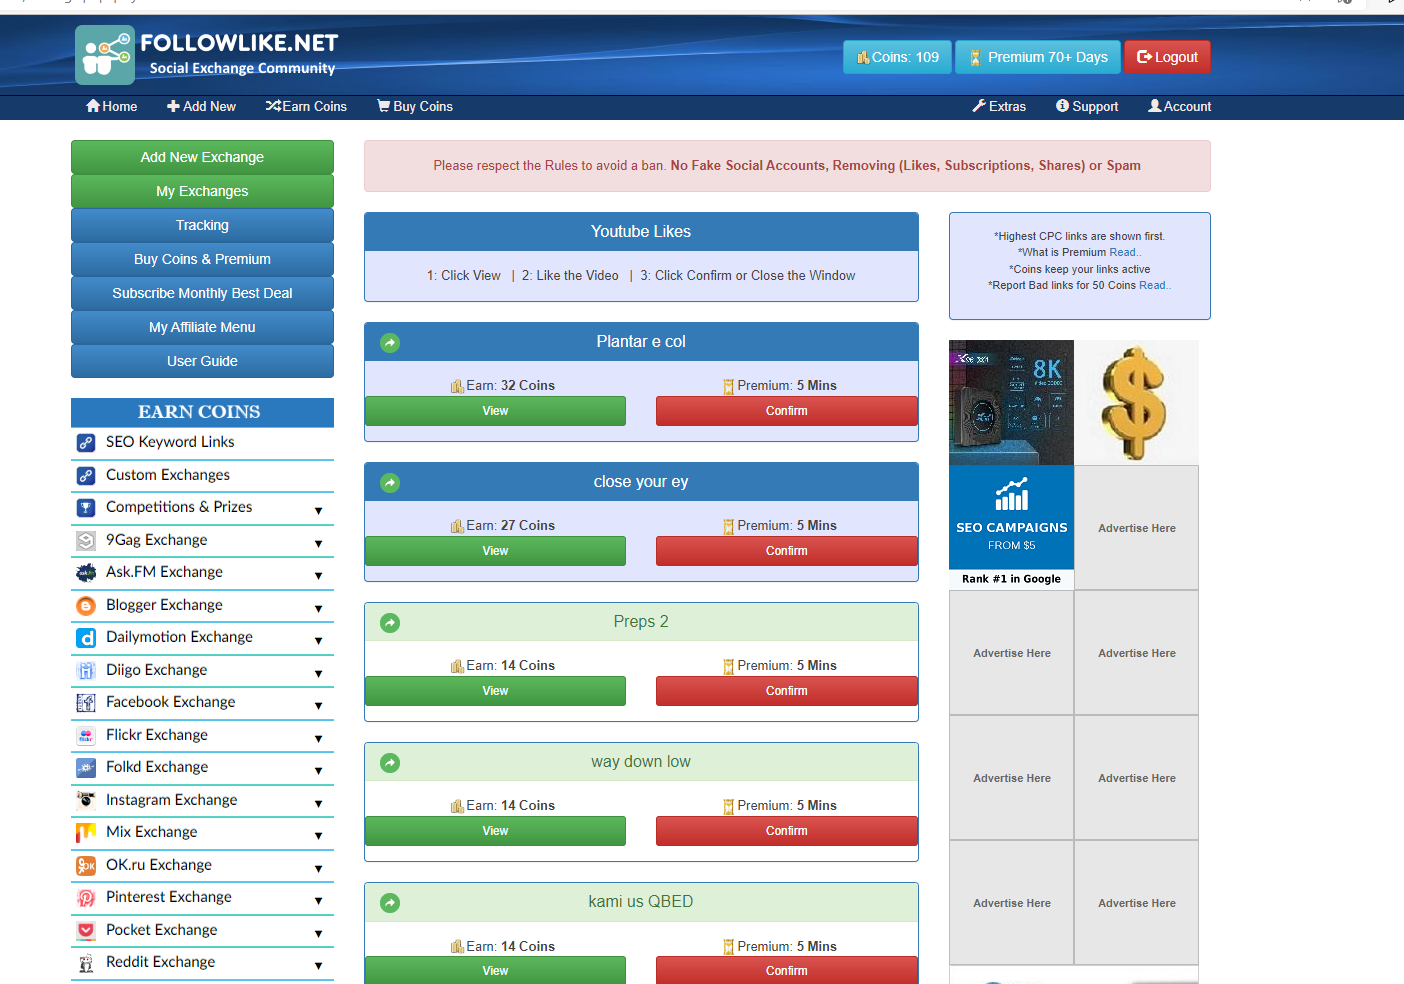 FOLLOWLIKE.NET
Social Exchange Community
Coins: 109
Premium 70+ Days
Logout
Home
Add New
Earn Coins
Buy Coins
Extras
Support
Account
Add New Exchange
My Exchanges
Tracking
Buy Coins & Premium
Subscribe Monthly Best Deal
My Affiliate Menu
User Guide
EARN COINS
SEO Keyword Links
Custom Exchanges
Competitions & Prizes
9Gag Exchange
Ask.FM Exchange
Blogger Exchange
Dailymotion Exchange
Diigo Exchange
Facebook Exchange
Flickr Exchange
Folkd Exchange
Instagram Exchange
Mix Exchange
OK.ru Exchange
Pinterest Exchange
Pocket Exchange
Reddit Exchange
Please respect the Rules to avoid a ban. No Fake Social Accounts, Removing (Likes, Subscriptions, Shares) or Spam
Youtube Likes
1: Click View | 2: Like the Video | 3: Click Confirm or Close the Window
Plantar e col
Earn: 32 Coins
Premium: 5 Mins
View
Confirm
close your ey
Earn: 27 Coins
Premium: 5 Mins
View
Confirm
Preps 2
Earn: 14 Coins
Premium: 5 Mins
View
Confirm
way down low
Earn: 14 Coins
Premium: 5 Mins
View
Confirm
kami us QBED
Earn: 14 Coins
Premium: 5 Mins
View
Confirm
*Highest CPC links are shown first.
*What is Premium Read..
*Coins keep your links active
*Report Bad links for 50 Coins Read..
8K
SEO CAMPAIGNS
FROM $5
Rank #1 in Google
Advertise Here
Advertise Here
Advertise Here
Advertise Here
Advertise Here
Advertise Here
Advertise Here